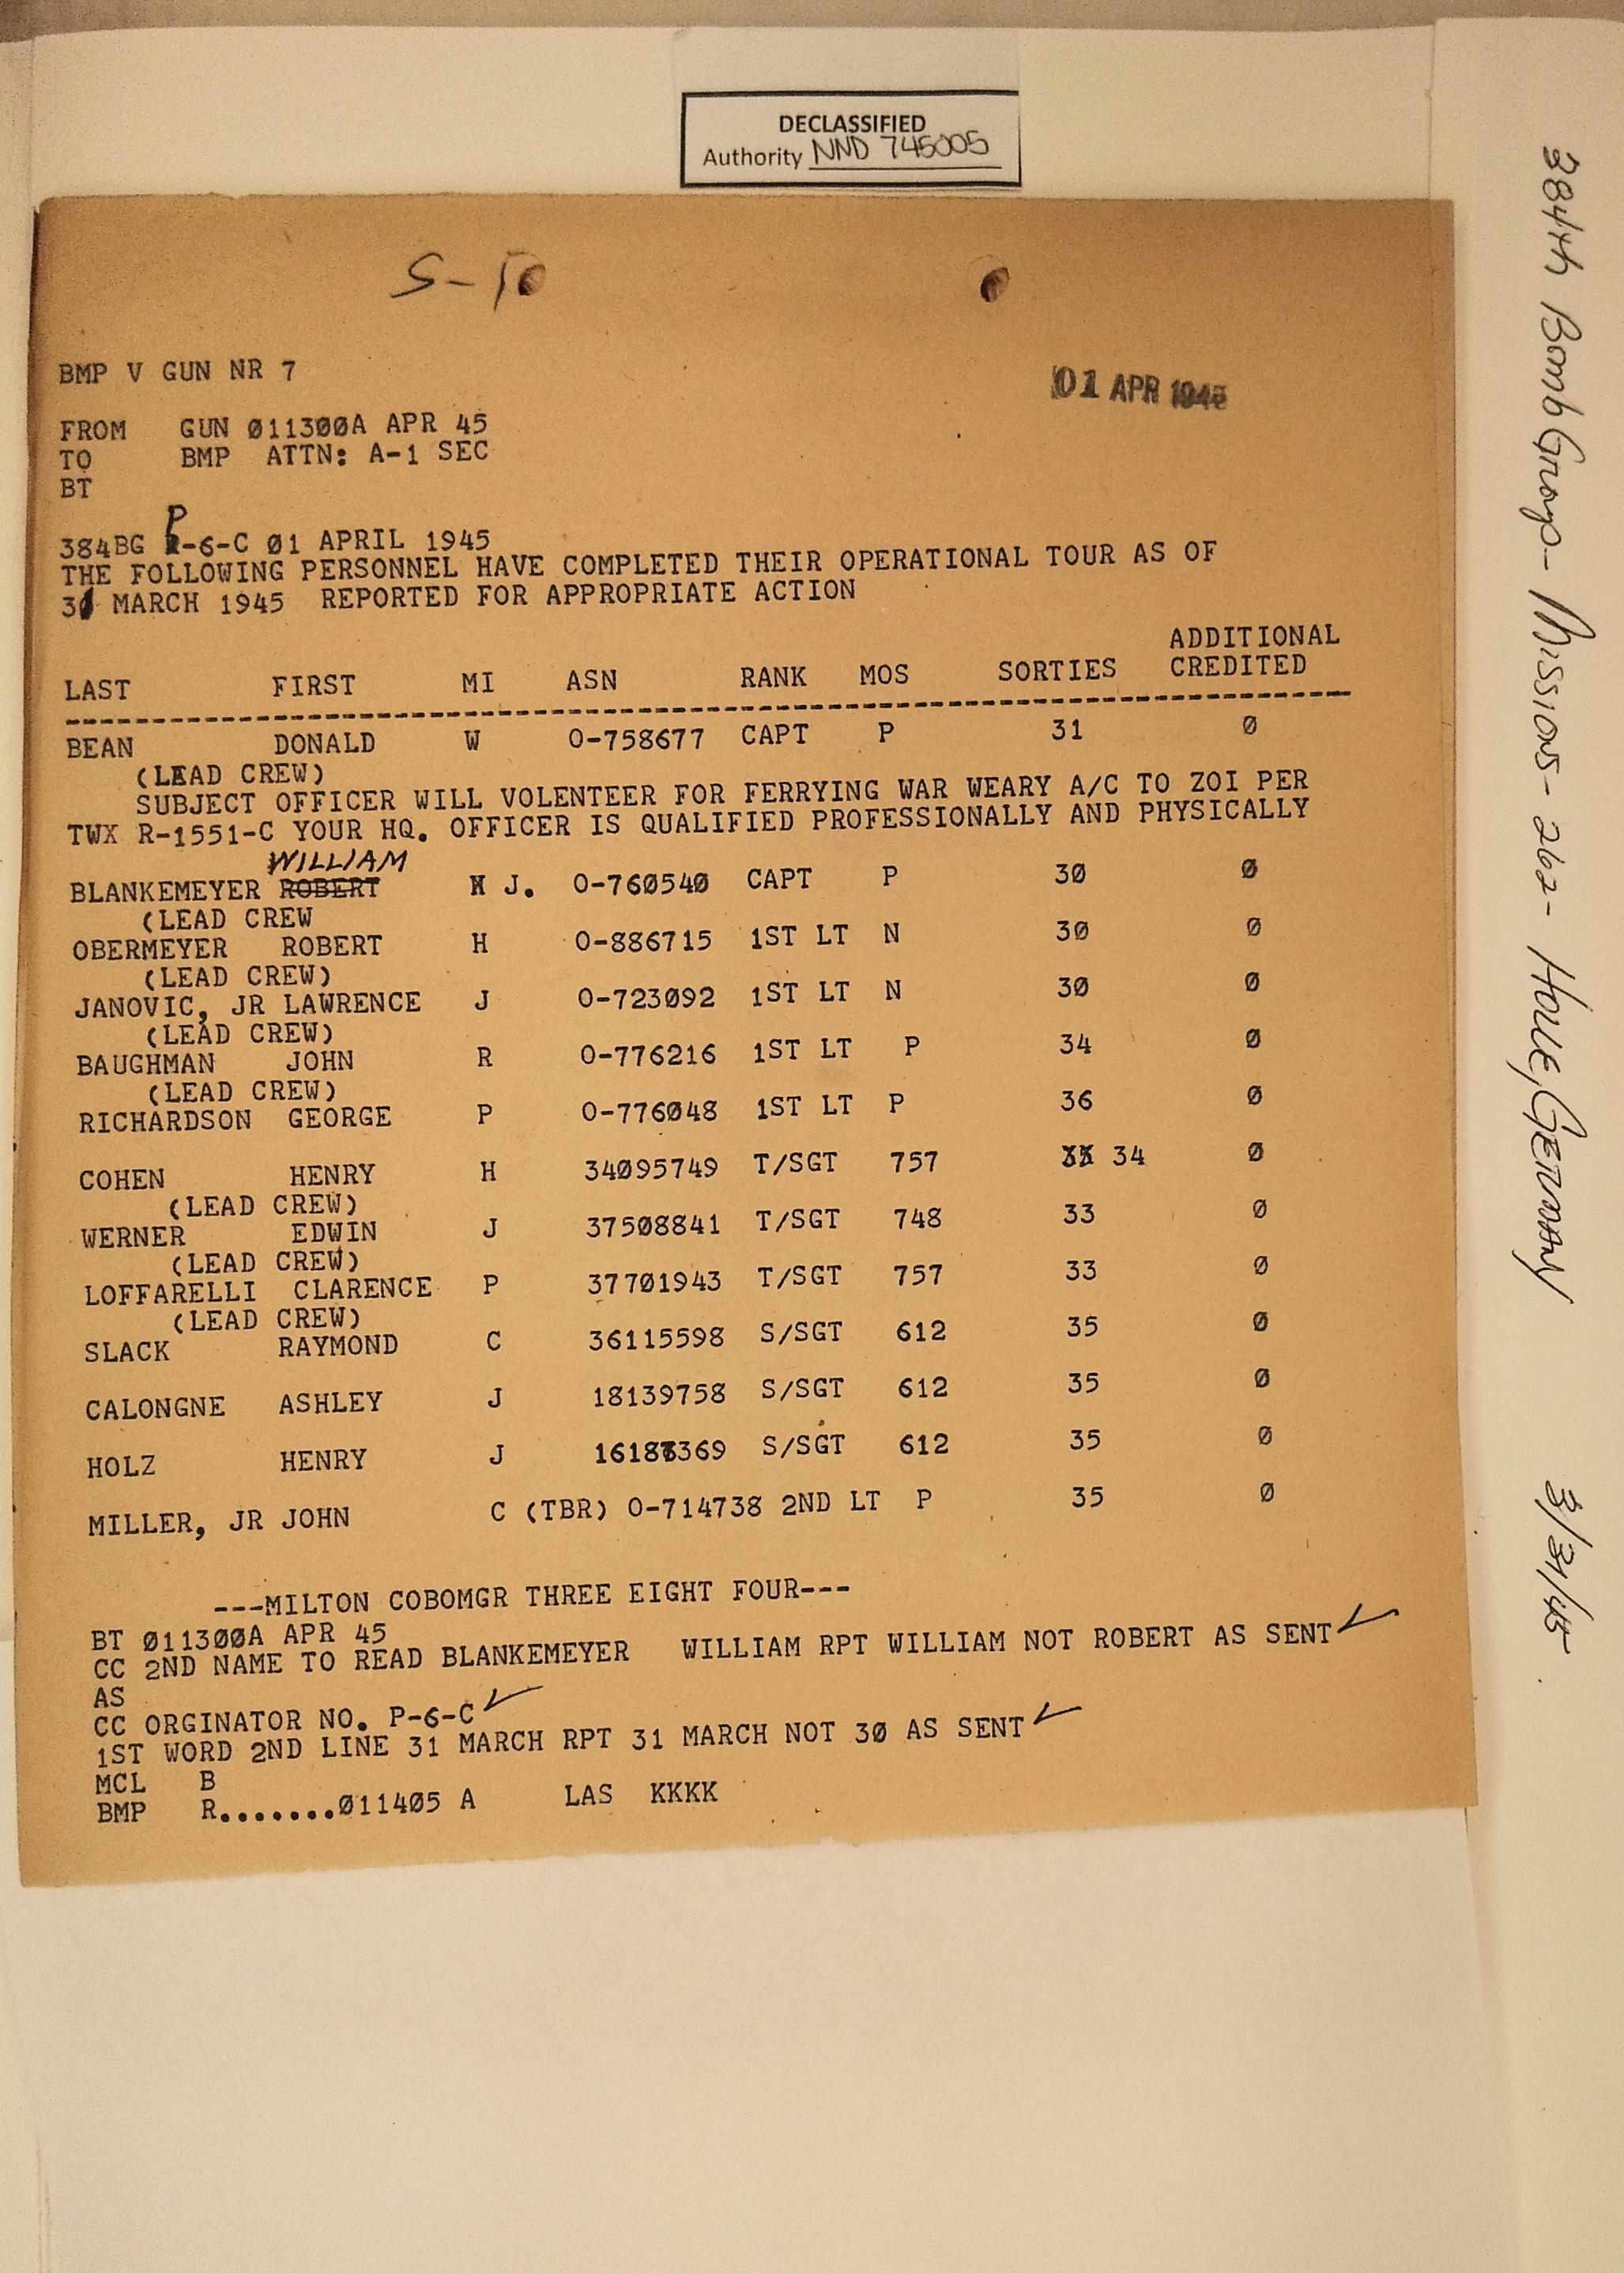 DECLASSIFIED
Authority NND 745005
S-10
BMP V GUN NR 7
01 APR 1945
FROM GUN Ø113ØØA APR 45
TO BMP ATTN: A-1 SEC
BT
P
384BG R-6-C Ø1 APRIL 1945
THE FOLLOWING PERSONNEL HAVE COMPLETED THEIR OPERATIONAL TOUR AS OF
31 MARCH 1945 REPORTED FOR APPROPRIATE ACTION
ADDITIONAL
LAST FIRST MI ASN RANK MOS SORTIES CREDITED
BEAN DONALD W O-758677 CAPT P 31 Ø
(LEAD CREW)
SUBJECT OFFICER WILL VOLENTEER FOR FERRYING WAR WEARY A/C TO ZOI PER
TWX R-1551-C YOUR HQ. OFFICER IS QUALIFIED PROFESSIONALLY AND PHYSICALLY
WILLIAM
BLANKEMEYER ROBERT J. O-76Ø54Ø CAPT P 3Ø Ø
(LEAD CREW
OBERMEYER ROBERT H O-886715 1ST LT N 3Ø Ø
(LEAD CREW)
JANOVIC, JR LAWRENCE J O-723Ø92 1ST LT N 3Ø Ø
(LEAD CREW)
BAUGHMAN JOHN R O-776216 1ST LT P 34 Ø
(LEAD CREW)
RICHARDSON GEORGE P O-776Ø48 1ST LT P 36 Ø
COHEN HENRY H 34Ø95749 T/SGT 757 34 Ø
(LEAD CREW)
WERNER EDWIN J 375Ø8841 T/SGT 748 33 Ø
(LEAD CREW)
LOFFARELLI CLARENCE P 377Ø1943 T/SGT 757 33 Ø
(LEAD CREW)
SLACK RAYMOND C 36115598 S/SGT 612 35 Ø
CALONGNE ASHLEY J 18139758 S/SGT 612 35 Ø
HOLZ HENRY J S/SGT 612 35 Ø
MILLER, JR JOHN C (TBR) O-714738 2ND LT P 35 Ø
---MILTON COBOMGR THREE EIGHT FOUR---
BT Ø113ØØA APR 45
CC 2ND NAME TO READ BLANKEMEYER WILLIAM RPT WILLIAM NOT ROBERT AS SENT
AS
CC ORGINATOR NO. P-6-C
1ST WORD 2ND LINE 31 MARCH RPT 31 MARCH NOT 3Ø AS SENT
MCL B
BMP R.......Ø114Ø5 A LAS KKKK
384th Bomb Group - Missions - 262 - Halle, Germany 3/31/45.